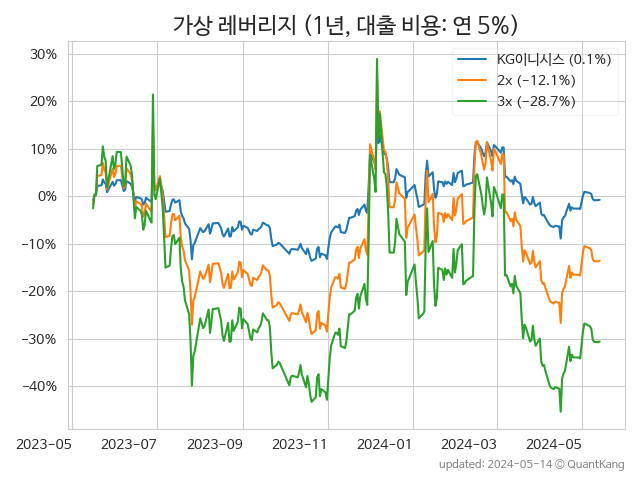 가상 레버리지 (1년, 대출 비용: 연 5%)
KG이니시스 (0.1%)
2x (−12.1%)
3x (−28.7%)
30%
20%
10%
0%
−10%
−20%
−30%
−40%
2023-05 2023-07 2023-09 2023-11 2024-01 2024-03 2024-05
updated: 2024-05-14 © QuantKang